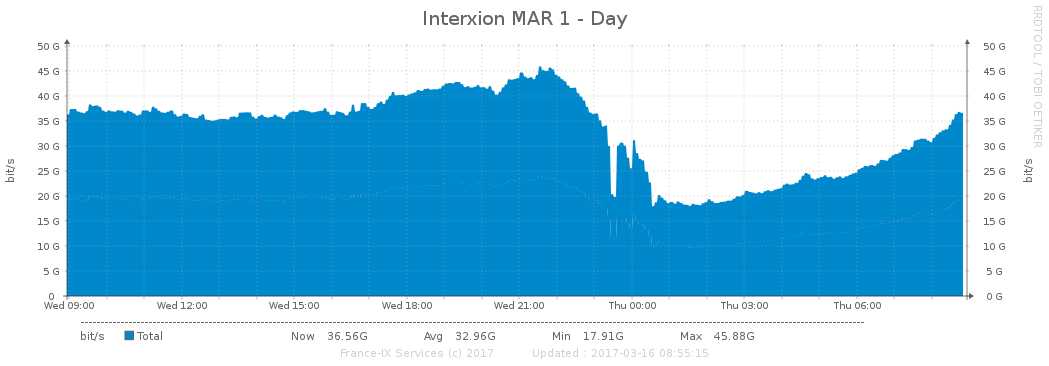 Interxion MAR 1 - Day
RRDTOOL / TOBI OETIKER
50 G 50 G
45 G 45 G
40 G 40 G
35 G 35 G
30 G 30 G
25 G 25 G
20 G 20 G
15 G 15 G
10 G 10 G
5 G 5 G
0 0 G
bit/s bit/s
Wed 09:00 Wed 12:00 Wed 15:00 Wed 18:00 Wed 21:00 Thu 00:00 Thu 03:00 Thu 06:00
bit/s Total Now 36.56G Avg 32.96G Min 17.91G Max 45.88G
France-IX Services (c) 2017 Updated : 2017-03-16 08:55:15